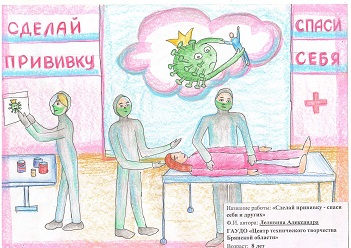 СДЕЛАЙ
ПРИВИВКУ
СПАСИ
СЕБЯ
Название работы: «Сделай прививку - спаси
себя и других»
Ф.И. автора: Леонова Александра
ГАУДО «Центр технического творчества
Брянской области»
Возраст: 8 лет